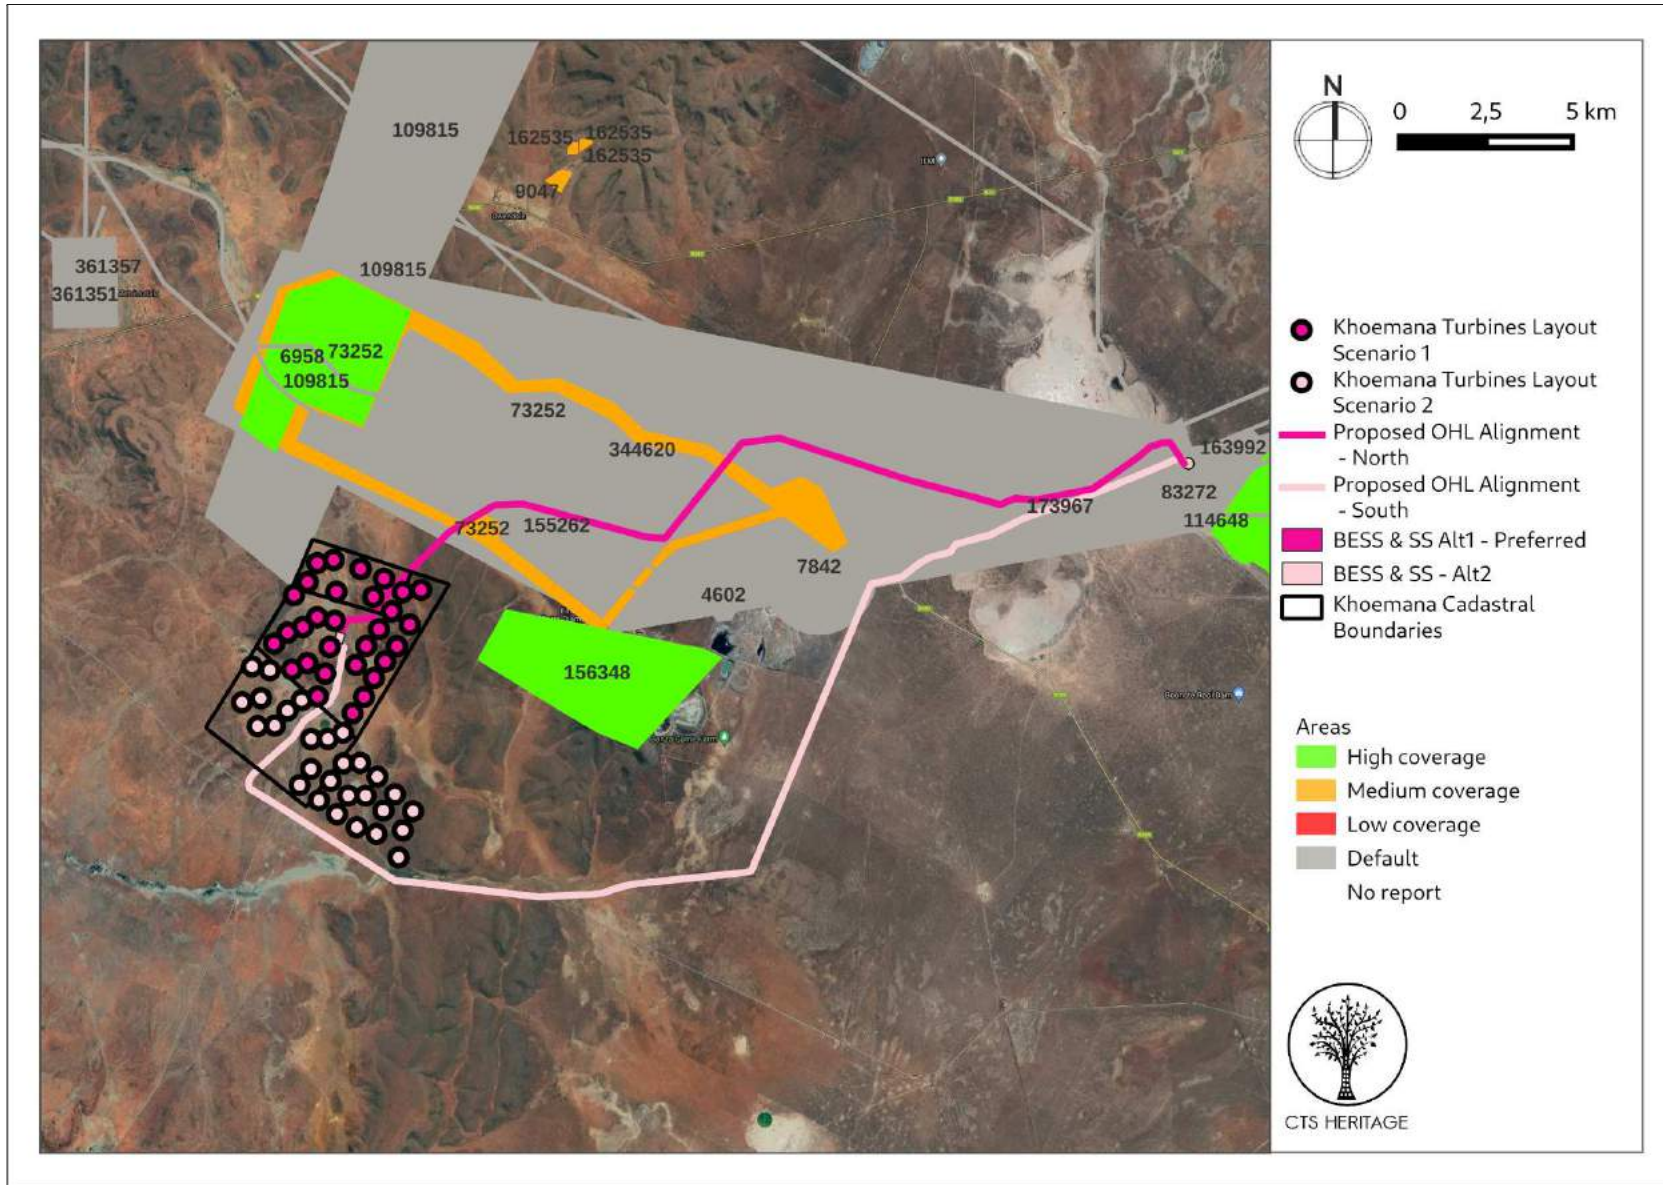 N
0 2,5 5 km
109815
162535 162535
162535
9047
109815
361357
361351
6958 73252
109815
73252
344620
163992
83272
173967
114648
73252 155262
7842
4602
156348
Khoemana Turbines Layout
Scenario 1
Khoemana Turbines Layout
Scenario 2
Proposed OHL Alignment
- North
Proposed OHL Alignment
- South
BESS & SS Alt1 - Preferred
BESS & SS - Alt2
Khoemana Cadastral
Boundaries
Areas
High coverage
Medium coverage
Low coverage
Default
No report
CTS HERITAGE